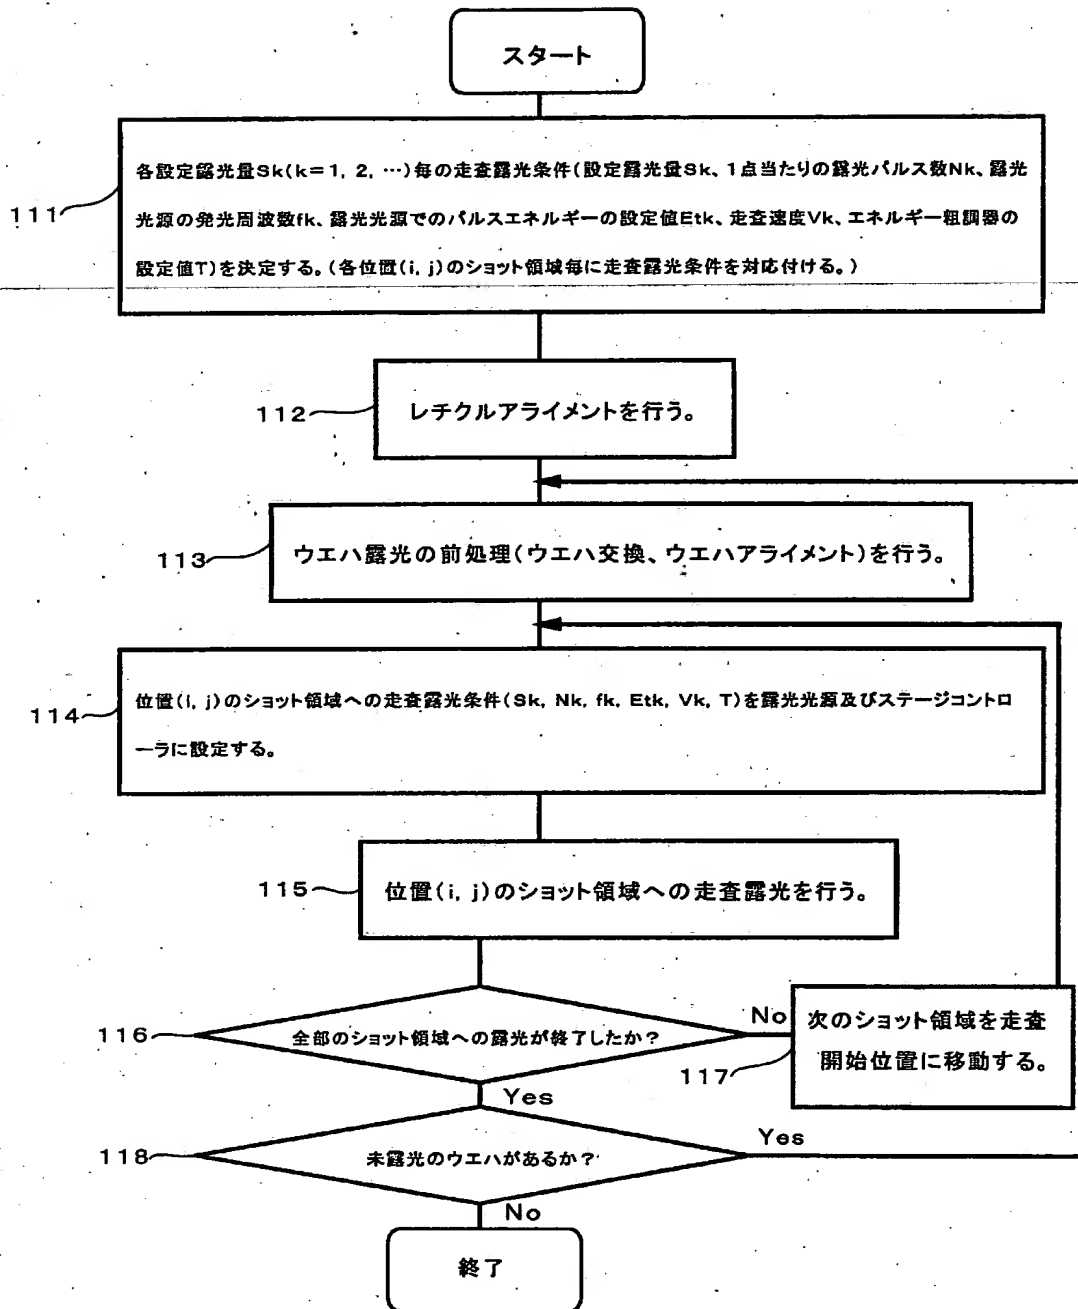 スタート
各設定露光量Sk(k=1, 2, …)毎の走査露光条件(設定露光量Sk、1点当たりの露光パルス数Nk、露光
111
光源の発光周波数fk、露光光源でのパルスエネルギーの設定値Etk、走査速度Vk、エネルギー粗調器の
設定値T)を決定する。(各位置(i, j)のショット領域毎に走査露光条件を対応付ける。)
112
レチクルアライメントを行う。
113
ウエハ露光の前処理(ウエハ交換、ウエハアライメント)を行う。
位置(i, j)のショット領域への走査露光条件(Sk, Nk, fk, Etk, Vk, T)を露光光源及びステージコントロ
114
ーラに設定する。
115
位置(i, j)のショット領域への走査露光を行う。
116
全部のショット領域への露光が終了したか?
No
次のショット領域を走査
開始位置に移動する。
117
Yes
118
未露光のウエハがあるか?
Yes
No
終了